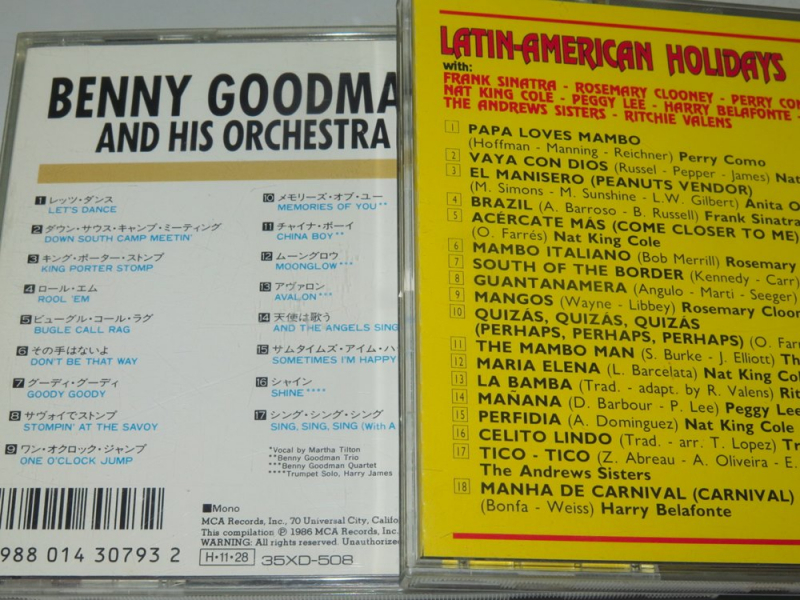 BENNY GOODMA
AND HIS ORCHESTRA
1 レッツ・ダンス
LET'S DANCE
2 ダウン・サウス・キャンプ・ミーティング
DOWN SOUTH CAMP MEETIN'
3 キング・ポーター・ストンプ
KING PORTER STOMP
4 ロール・エム
ROOL 'EM
5 ビューグル・コール・ラグ
BUGLE CALL RAG
6 その手はないよ
DON'T BE THAT WAY
7 グーディ・グーディ
GOODY GOODY
8 サヴォイでストンプ
STOMPIN' AT THE SAVOY
9 ワン・オクロック・ジャンプ
ONE O'CLOCK JUMP
10 メモリーズ・オブ・ユー
MEMORIES OF YOU**
11 チャイナ・ボーイ
CHINA BOY**
12 ムーングロウ
MOONGLOW***
13 アヴァロン
AVALON***
14 天使は歌う
AND THE ANGELS SING
15 サムタイムズ・アイム・ハ
SOMETIMES I'M HAPPY
16 シャイン
SHINE****
17 シング・シング・シング
SING, SING, SING (With A
*Vocal by Martha Tilton
**Benny Goodman Trio
***Benny Goodman Quartet
****Trumpet Solo, Harry James
■Mono
MCA Records, Inc., 70 Universal City, Califo
This compilation ℗ 1986 MCA Records, Inc.
WARNING: All rights reserved. Unauthorized
H・11・28 35XD-508
988 014 30793 2
LATIN-AMERICAN HOLIDAYS
with:
FRANK SINATRA - ROSEMARY CLOONEY - PERRY CO
NAT KING COLE - PEGGY LEE - HARRY BELAFONTE -
THE ANDREWS SISTERS - RITCHIE VALENS
1 PAPA LOVES MAMBO
(Hoffman - Manning - Reichner) Perry Como
2 VAYA CON DIOS (Russel - Pepper - James) Nat
3 EL MANISERO (PEANUTS VENDOR)
(M. Simons - M. Sunshine - L.W. Gilbert) Anita O
4 BRAZIL (A. Barroso - B. Russell) Frank Sinatra
5 ACÉRCATE MÁS (COME CLOSER TO ME)
(O. Farrés) Nat King Cole
6 MAMBO ITALIANO (Bob Merrill) Rosemary
7 SOUTH OF THE BORDER (Kennedy - Carr)
8 GUANTANAMERA (Angulo - Marti - Seeger)
9 MANGOS (Wayne - Libbey) Rosemary Cloon
10 QUIZÁS, QUIZÁS, QUIZÁS
(PERHAPS, PERHAPS, PERHAPS) (O. Farr
11 THE MAMBO MAN (S. Burke - J. Elliott) Th
12 MARIA ELENA (L. Barcelata) Nat King Col
13 LA BAMBA (Trad. - adapt. by R. Valens) Rit
14 MAÑANA (D. Barbour - P. Lee) Peggy Lee
15 PERFIDIA (A. Dominguez) Nat King Cole
16 CELITO LINDO (Trad. - arr. T. Lopez) Tr
17 TICO - TICO (Z. Abreau - A. Oliveira - E.
The Andrews Sisters
18 MANHA DE CARNIVAL (CARNIVAL)
(Bonfa - Weiss) Harry Belafonte